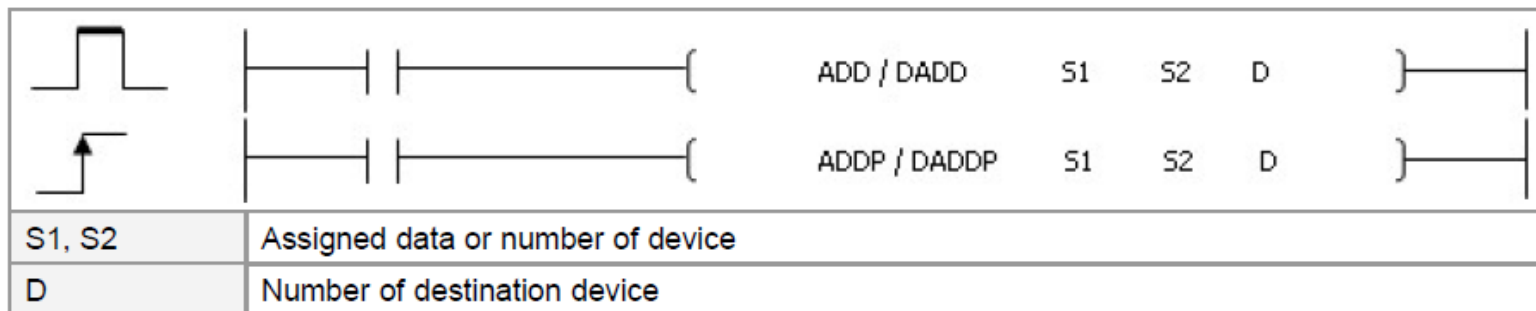 ADD / DADD S1 S2 D
ADDP / DADDP S1 S2 D
S1, S2 Assigned data or number of device
D Number of destination device